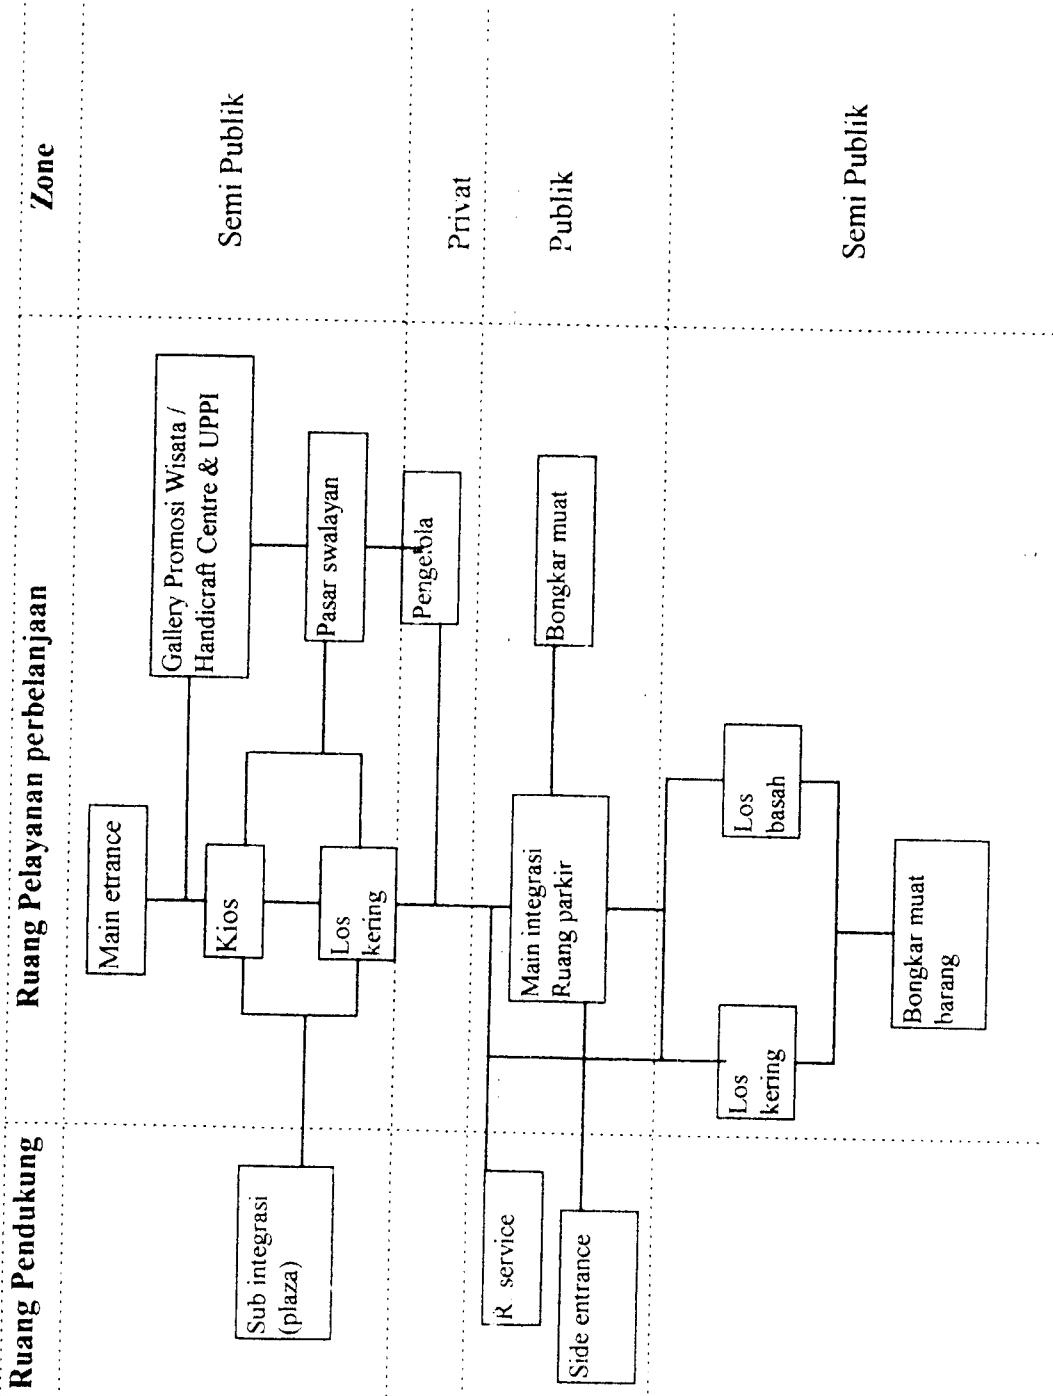 Ruang Pendukung
Ruang Pelayanan perbelanjaan
Zone
Main etrance
Gallery Promosi Wisata /
Handicraft Centre & UPPI
Kios
Semi Publik
Sub integrasi
(plaza)
Los
kering
Pasar swalayan
Pengelola
Privat
R. service
Main integrasi
Ruang parkir
Bongkar muat
Publik
Side entrance
Los
kering
Los
basah
Semi Publik
Bongkar muat
barang